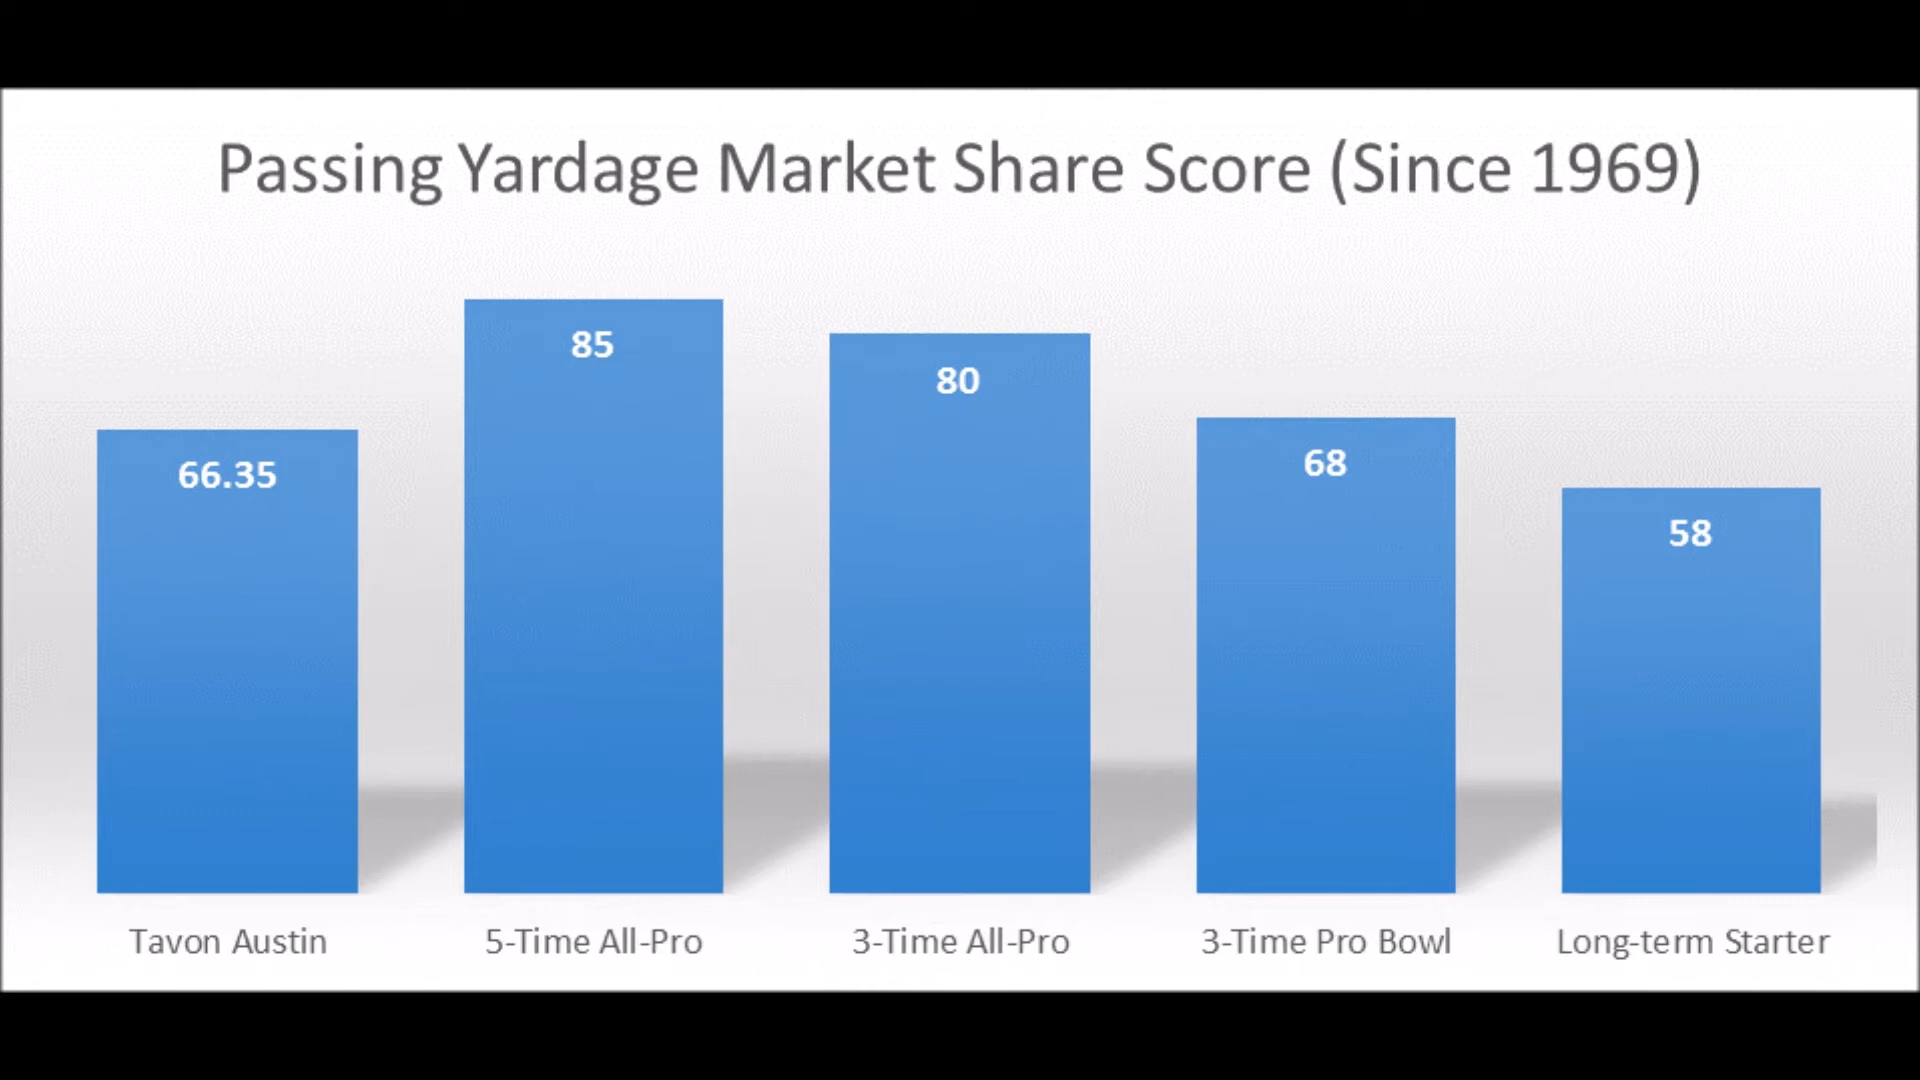 Passing Yardage Market Share Score (Since 1969)
66.35
85
80
68
58
Tavon Austin
5-Time All-Pro
3-Time All-Pro
3-Time Pro Bowl
Long-term Starter